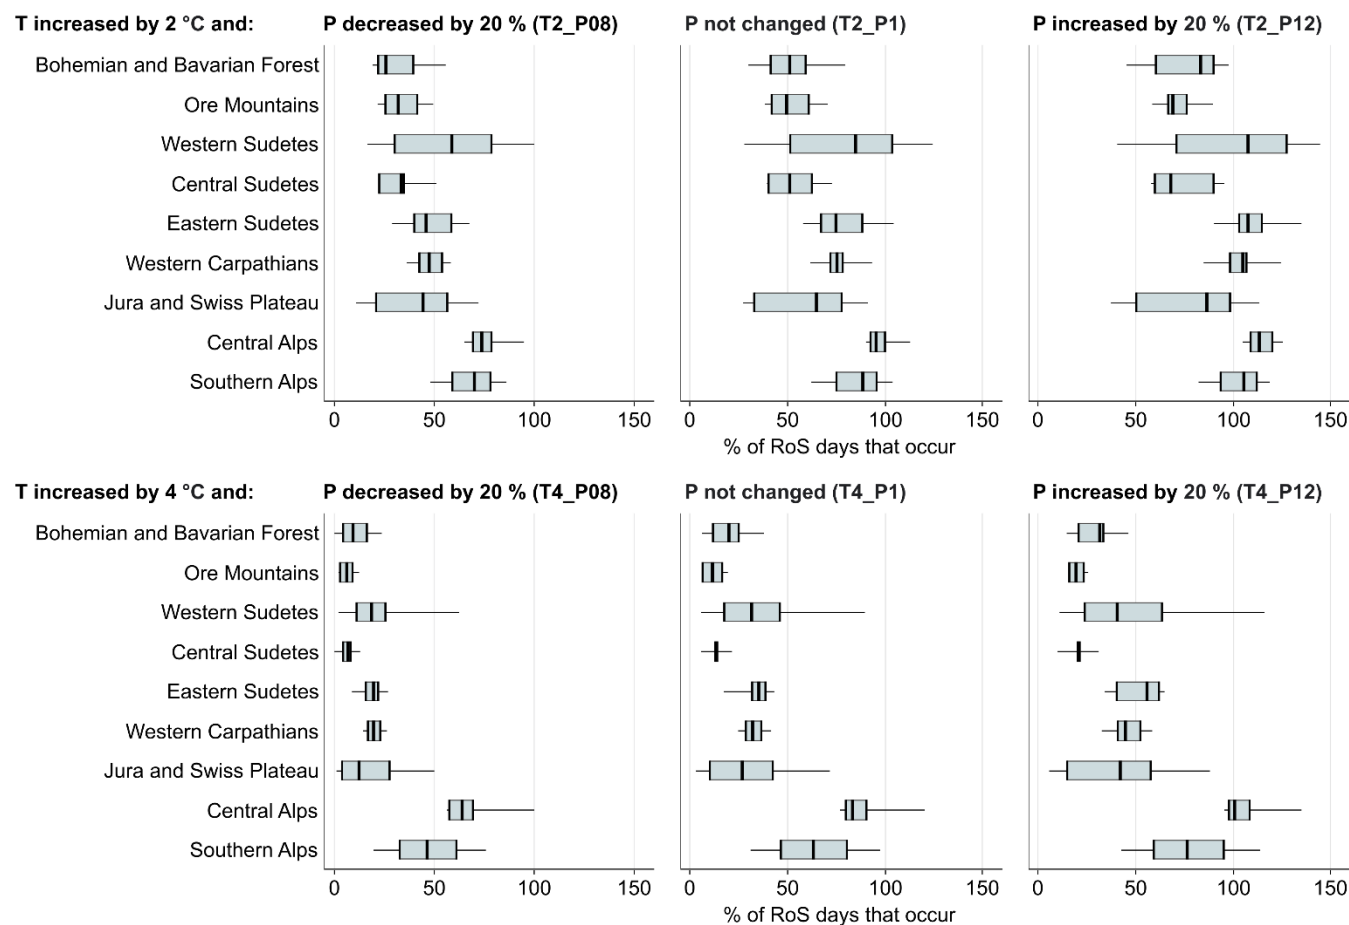 T increased by 2 °C and: P decreased by 20 % (T2_P08) P not changed (T2_P1) P increased by 20 % (T2_P12)
Bohemian and Bavarian Forest
Ore Mountains
Western Sudetes
Central Sudetes
Eastern Sudetes
Western Carpathians
Jura and Swiss Plateau
Central Alps
Southern Alps
0 50 100 150 0 50 100 150 0 50 100 150
% of RoS days that occur
T increased by 4 °C and: P decreased by 20 % (T4_P08) P not changed (T4_P1) P increased by 20 % (T4_P12)
Bohemian and Bavarian Forest
Ore Mountains
Western Sudetes
Central Sudetes
Eastern Sudetes
Western Carpathians
Jura and Swiss Plateau
Central Alps
Southern Alps
0 50 100 150 0 50 100 150 0 50 100 150
% of RoS days that occur